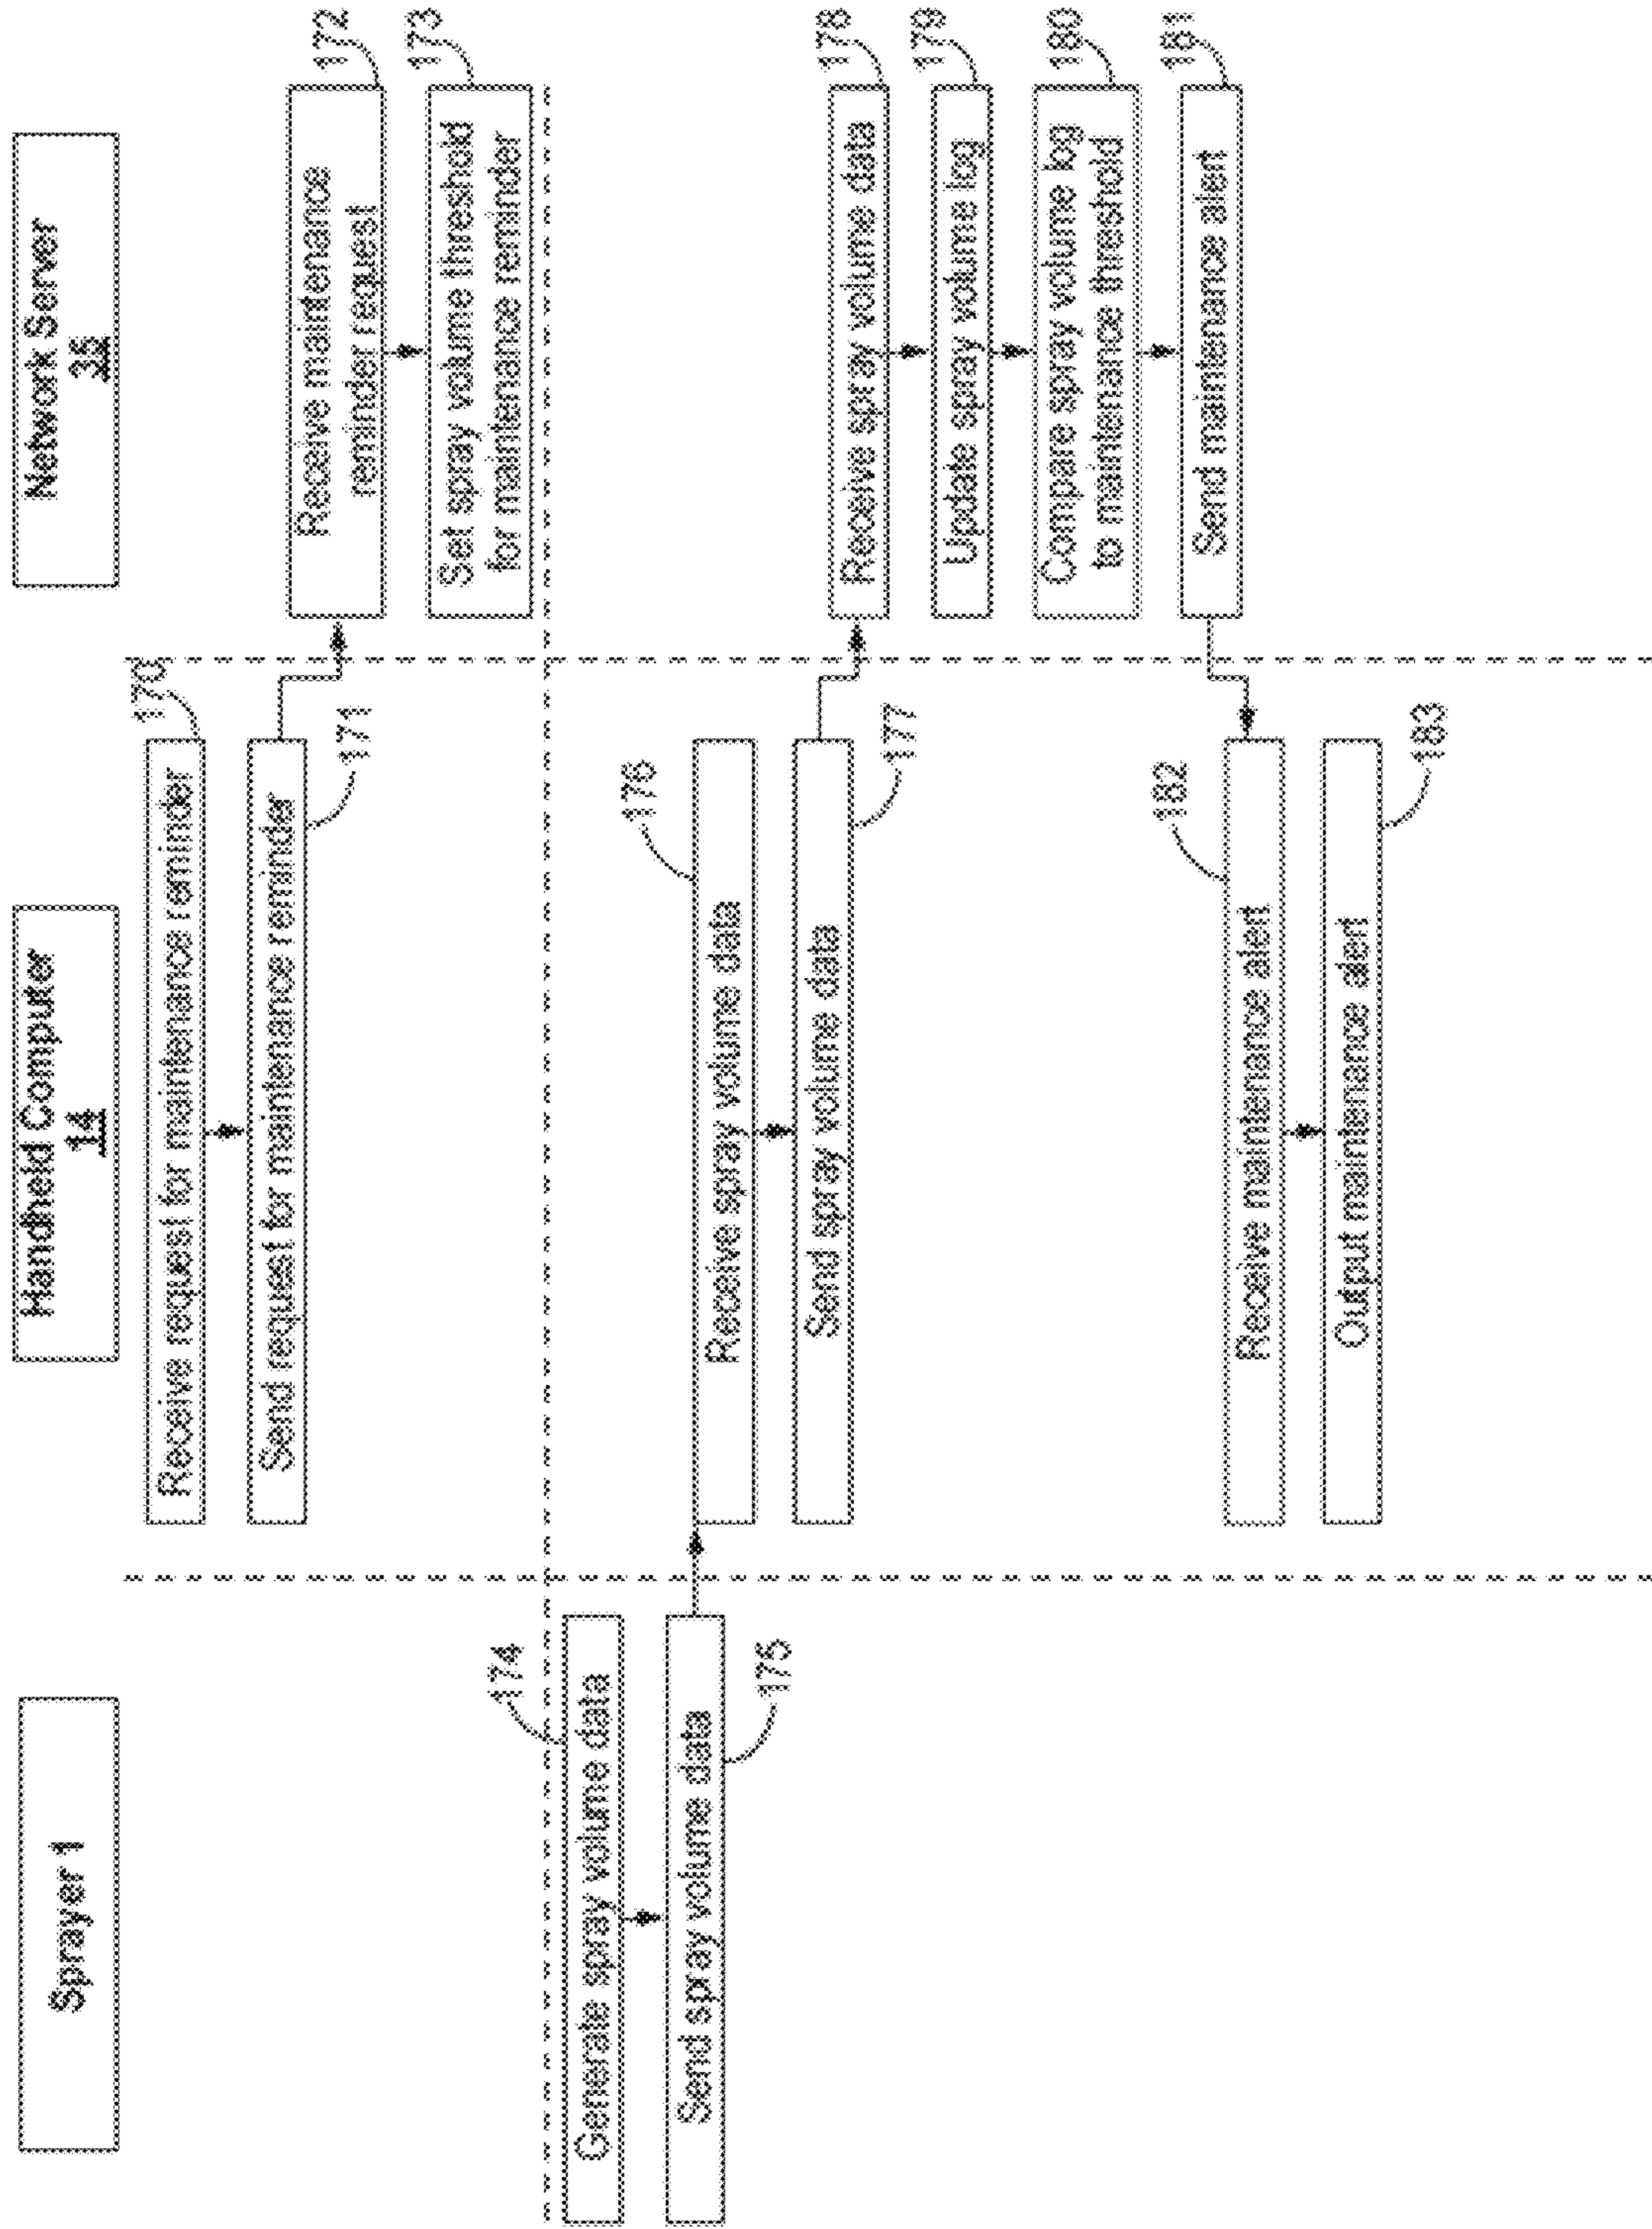 Sprayer 1
Handheld Computer
14
Network Server
35
Receive request for maintenance reminder
170
Send request for maintenance reminder
171
Receive maintenance
reminder request
172
Set spray volume threshold
for maintenance reminder
173
174
Generate spray volume data
Send spray volume data
175
176
Receive spray volume data
Send spray volume data
177
Receive spray volume data
178
Update spray volume log
179
Compare spray volume log
to maintenance threshold
180
Send maintenance alert
181
182
Receive maintenance alert
Output maintenance alert
183